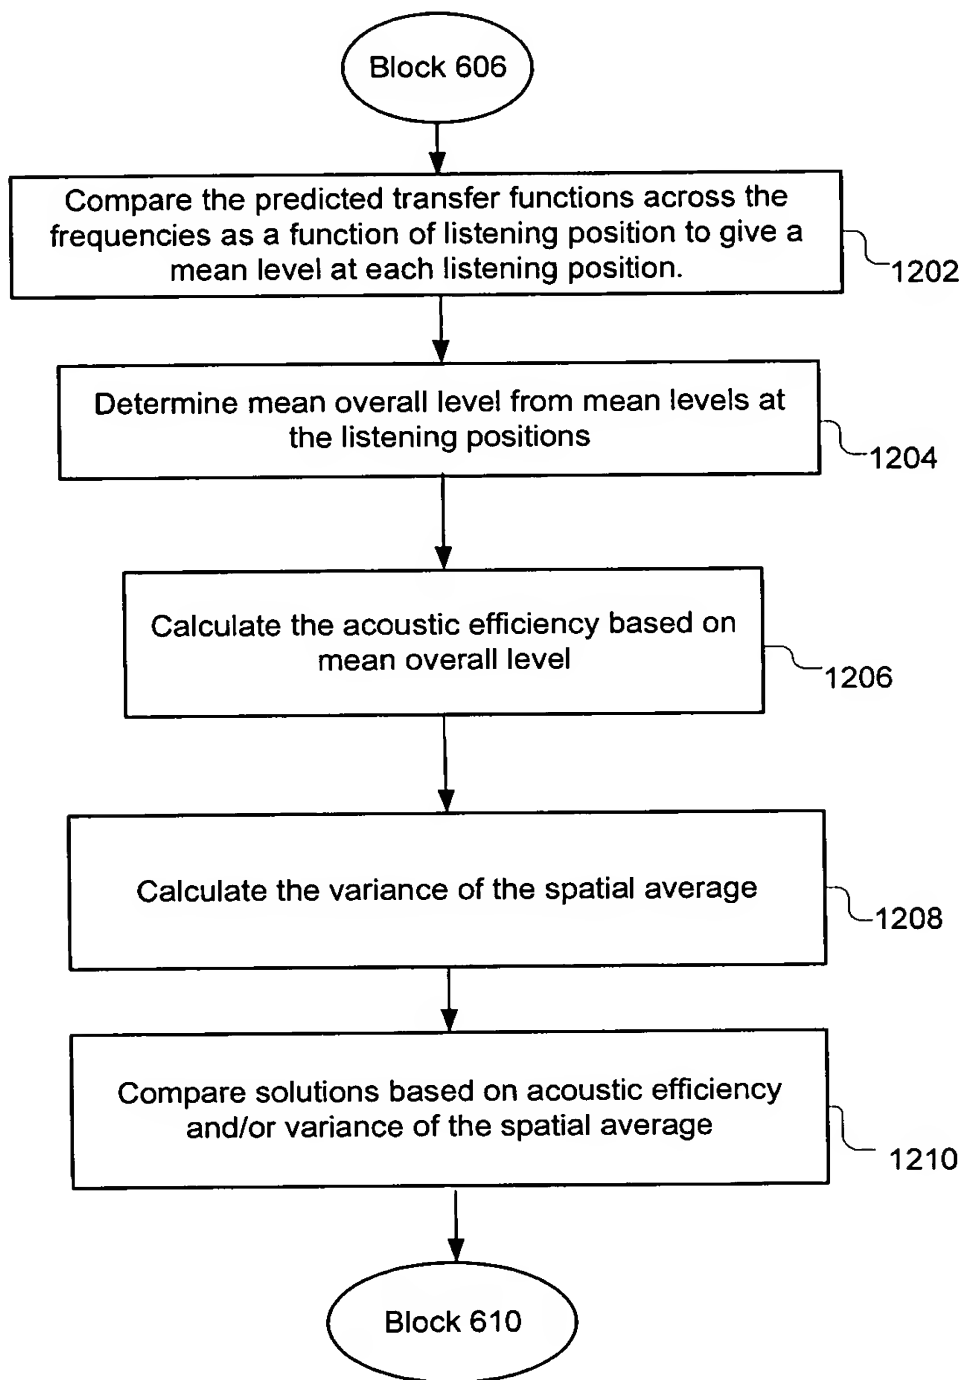 Block 606
Compare the predicted transfer functions across the
frequencies as a function of listening position to give a
mean level at each listening position.
1202
Determine mean overall level from mean levels at
the listening positions
1204
Calculate the acoustic efficiency based on
mean overall level
1206
Calculate the variance of the spatial average
1208
Compare solutions based on acoustic efficiency
and/or variance of the spatial average
1210
Block 610